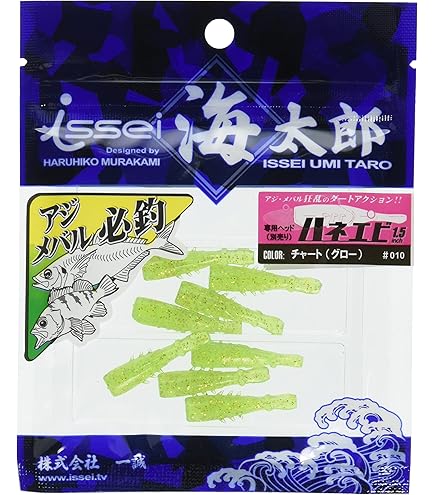 issei
Designed by
HARUHIKO MURAKAMI
海太郎
ISSEI UMI TARO
アジ
メバル
必釣
アジ・メバル狂乱のダートアクション!!
専用ヘッド
(別売り)
ハネエビ
1.5
inch
COLOR:
チャート(グロー)
#010
株式会社 一誠
www.issei.tv